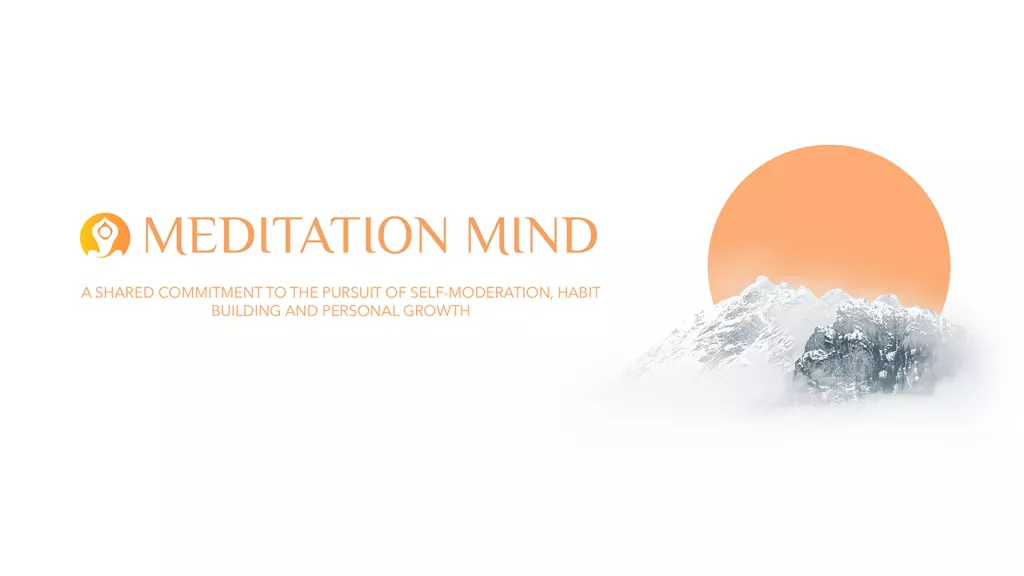 MEDITATION MIND
A SHARED COMMITMENT TO THE PURSUIT OF SELF-MODERATION, HABIT
BUILDING AND PERSONAL GROWTH